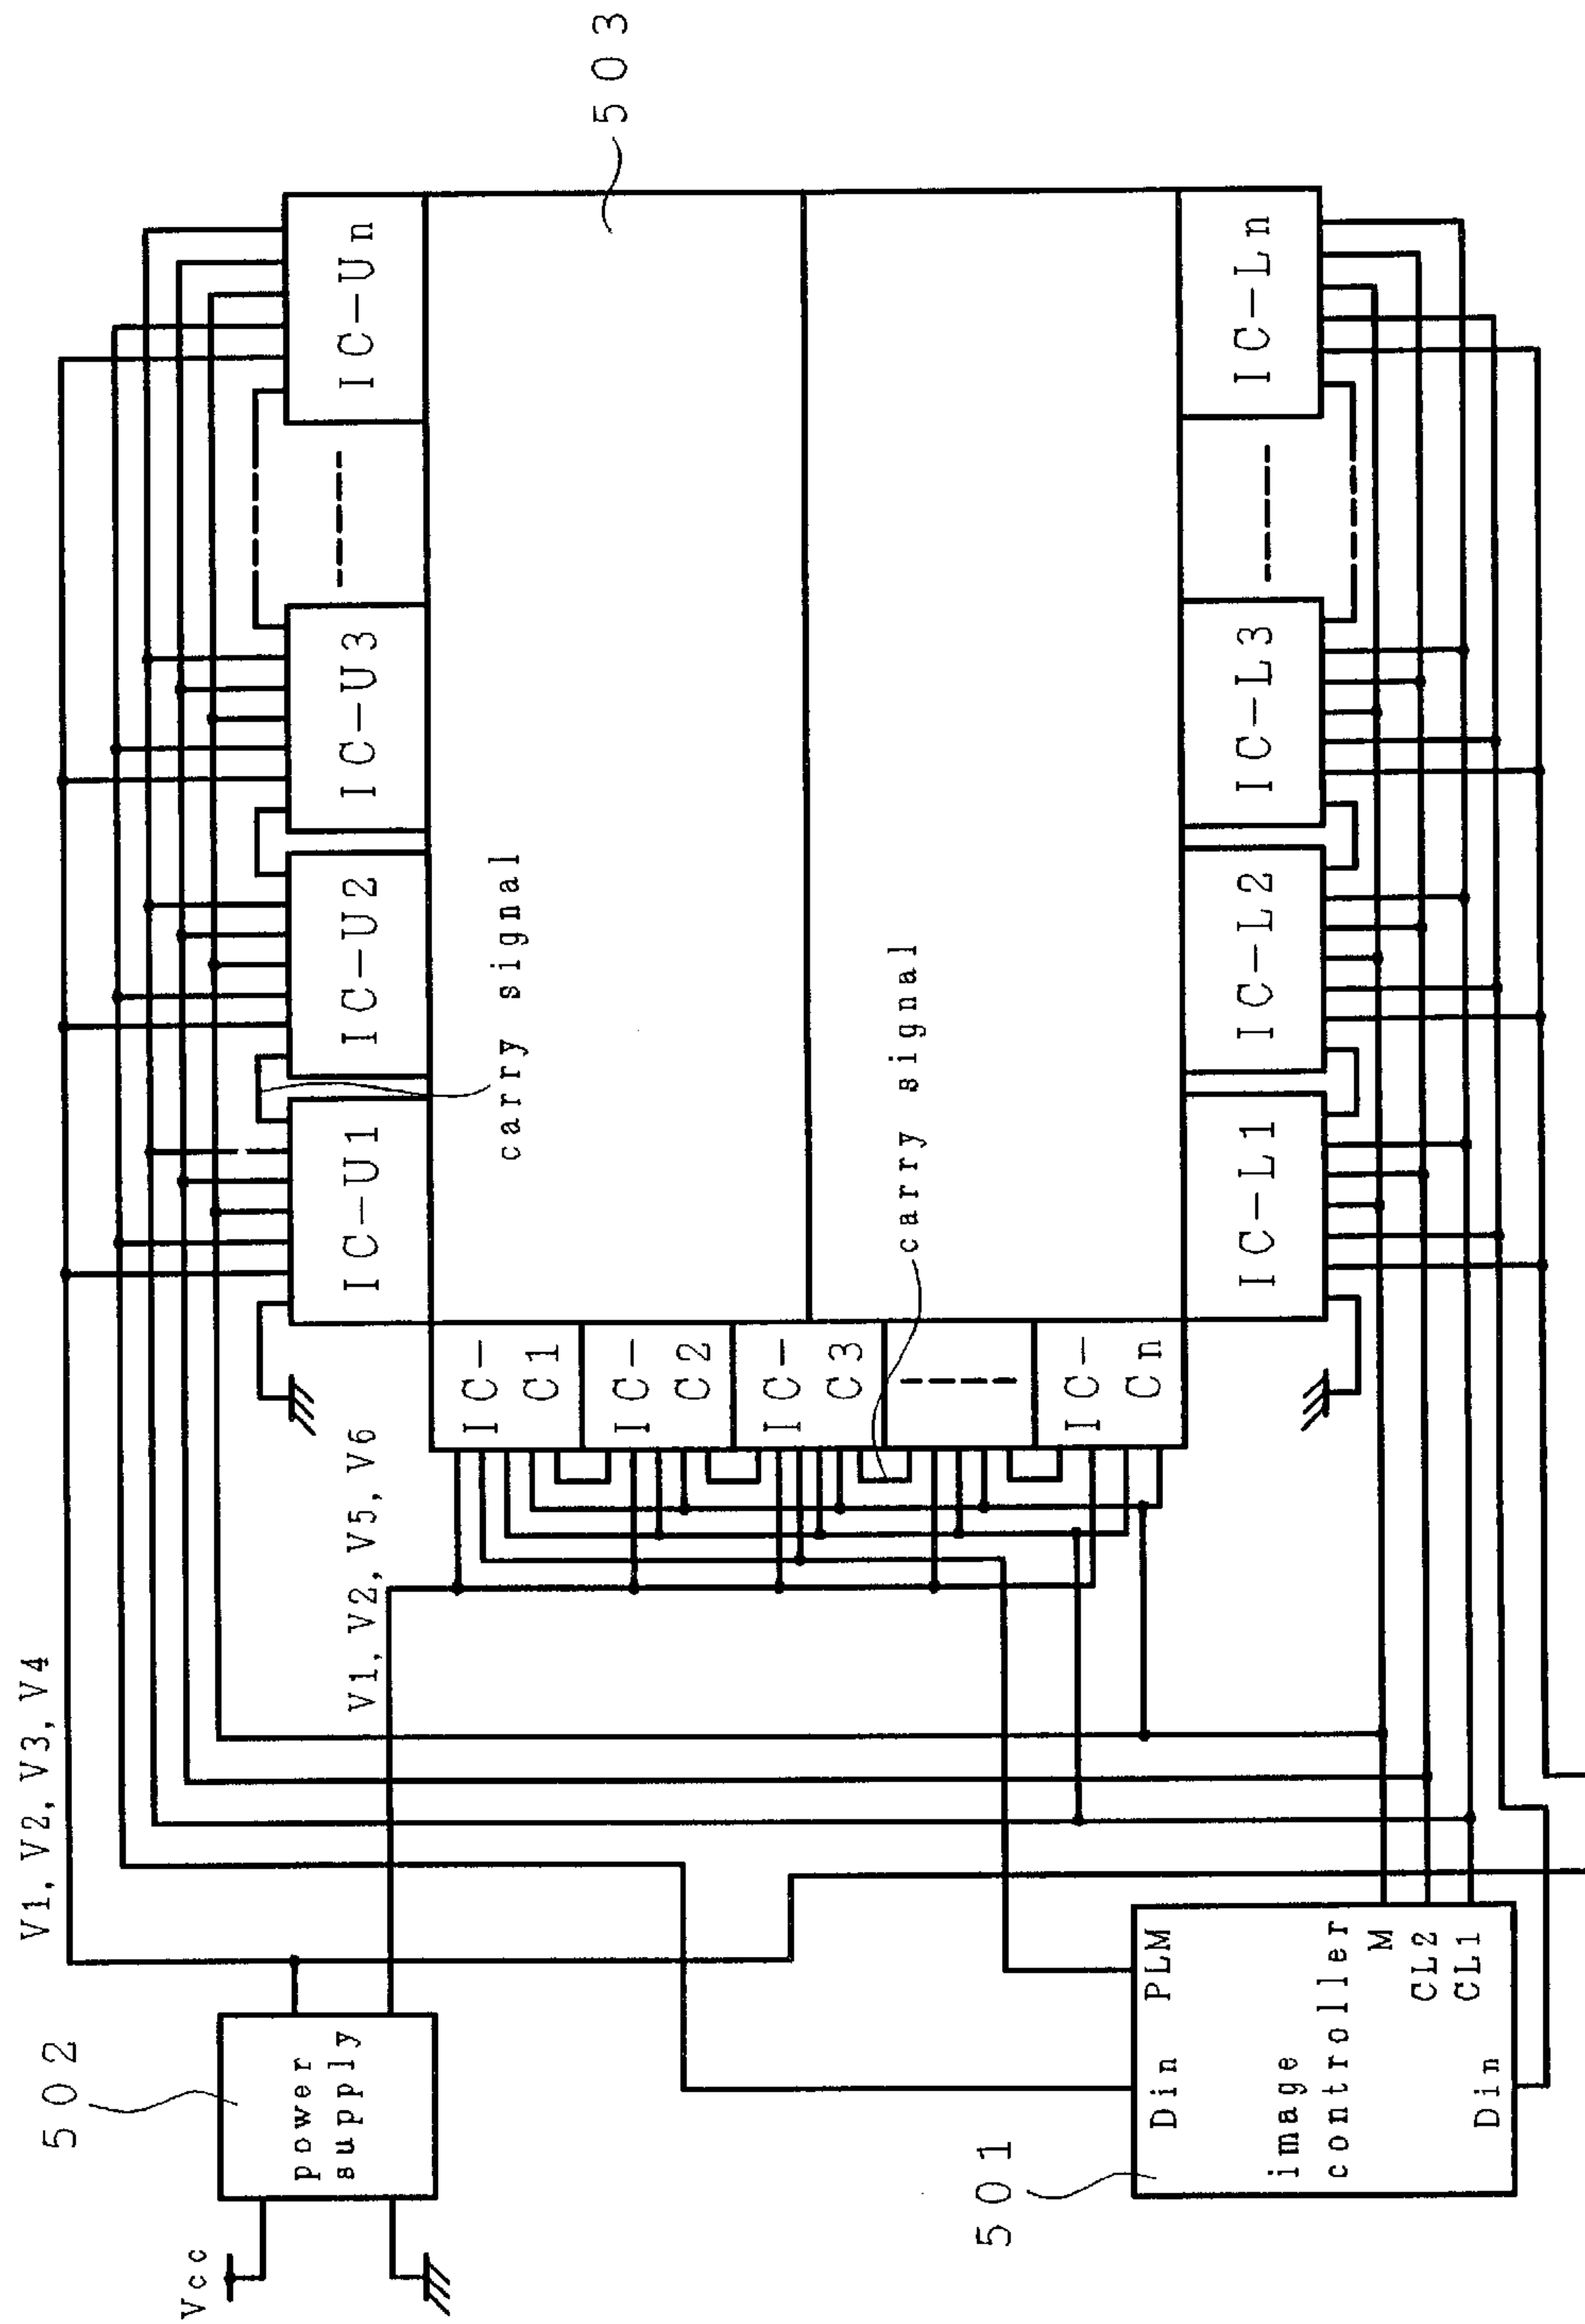 V1, V2, V3, V4
V1, V2, V5, V6
502
power
supply
Vcc
501
Din
PLM
image
controller
M
CL2
CL1
Din
IC-U1
IC-U2
IC-U3
IC-Un
carry signal
503
IC-
C1
IC-
C2
IC-
C3
IC-
Cn
carry signal
IC-L1
IC-L2
IC-L3
IC-Ln